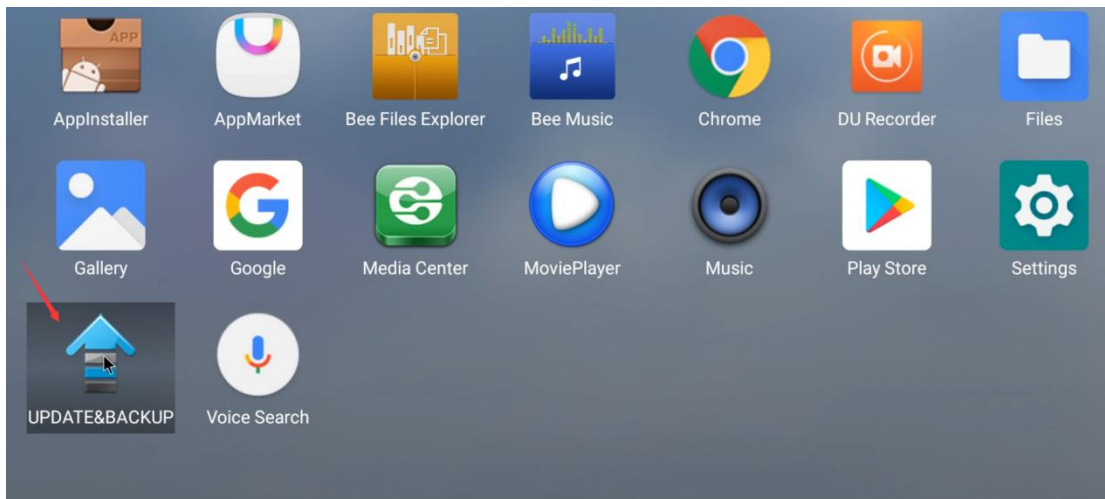 APP
AppInstaller
AppMarket
Bee Files Explorer
Bee Music
Chrome
DU Recorder
Files
Gallery
Google
Media Center
MoviePlayer
Music
Play Store
Settings
UPDATE&BACKUP
Voice Search